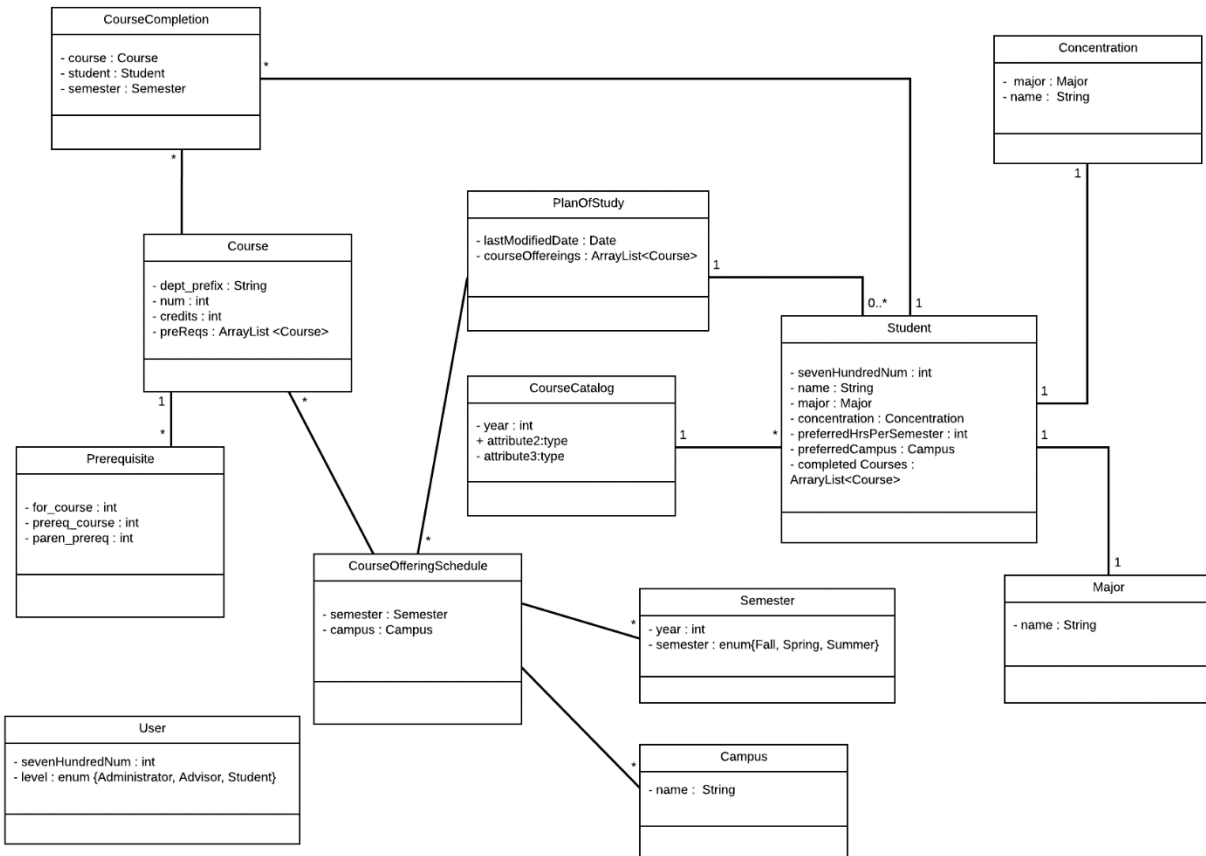 CourseCompletion
- course : Course
- student : Student
- semester : Semester
*
*
Concentration
- major : Major
- name : String
1
PlanOfStudy
- lastModifiedDate : Date
- courseOffereings : ArrayList<Course>
1
0..*
1
Course
- dept_prefix : String
- num : int
- credits : int
- preReqs : ArrayList <Course>
1
*
*
Student
- sevenHundredNum : int
- name : String
- major : Major
- concentration : Concentration
- preferredHrsPerSemester : int
- preferredCampus : Campus
- completed Courses :
ArraryList<Course>
1
1
CourseCatalog
- year : int
+ attribute2:type
- attribute3:type
1
*
Prerequisite
- for_course : int
- prereq_course : int
- paren_prereq : int
*
CourseOfferingSchedule
- semester : Semester
- campus : Campus
Semester
- year : int
- semester : enum{Fall, Spring, Summer}
*
1
Major
- name : String
User
- sevenHundredNum : int
- level : enum {Administrator, Advisor, Student}
Campus
- name : String
*